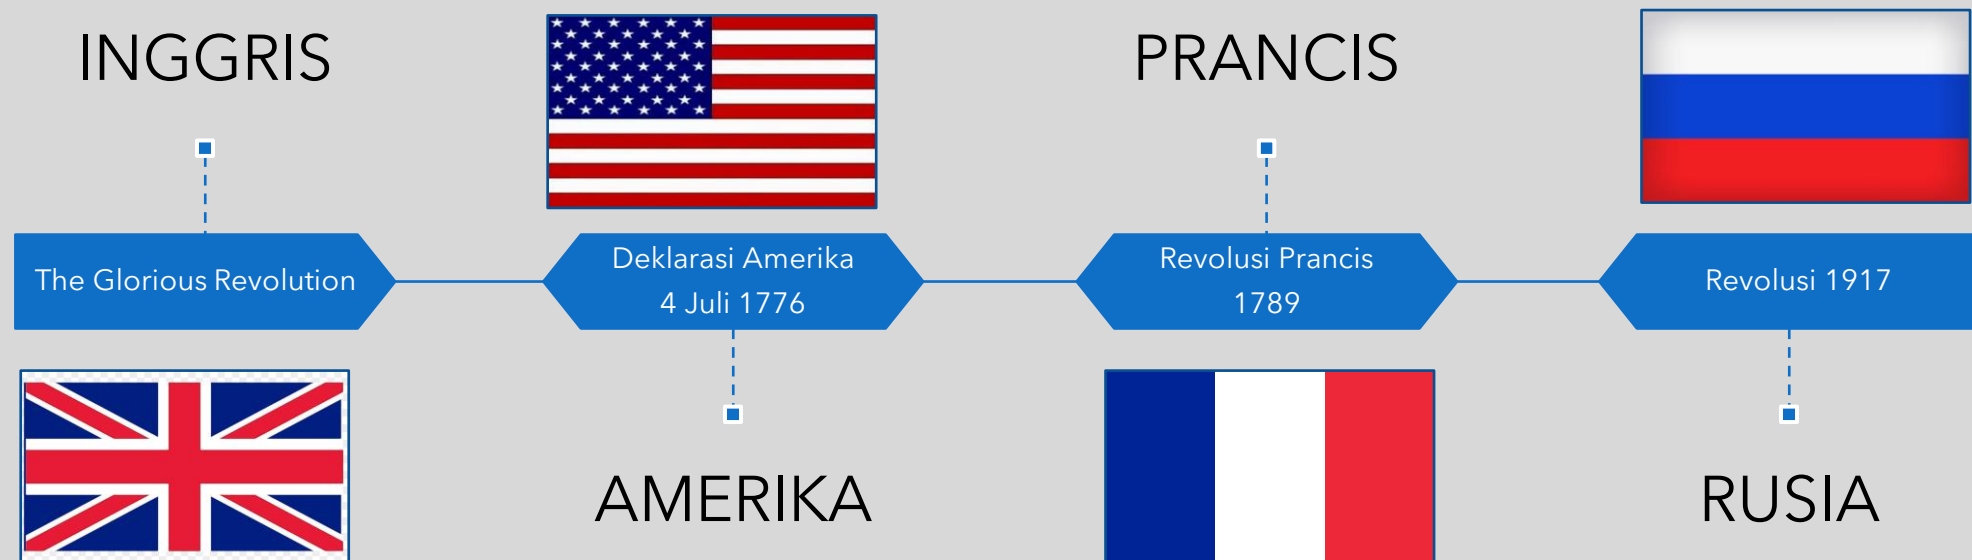 INGGRIS
PRANCIS
The Glorious Revolution
Deklarasi Amerika
4 Juli 1776
Revolusi Prancis
1789
Revolusi 1917
AMERIKA
RUSIA